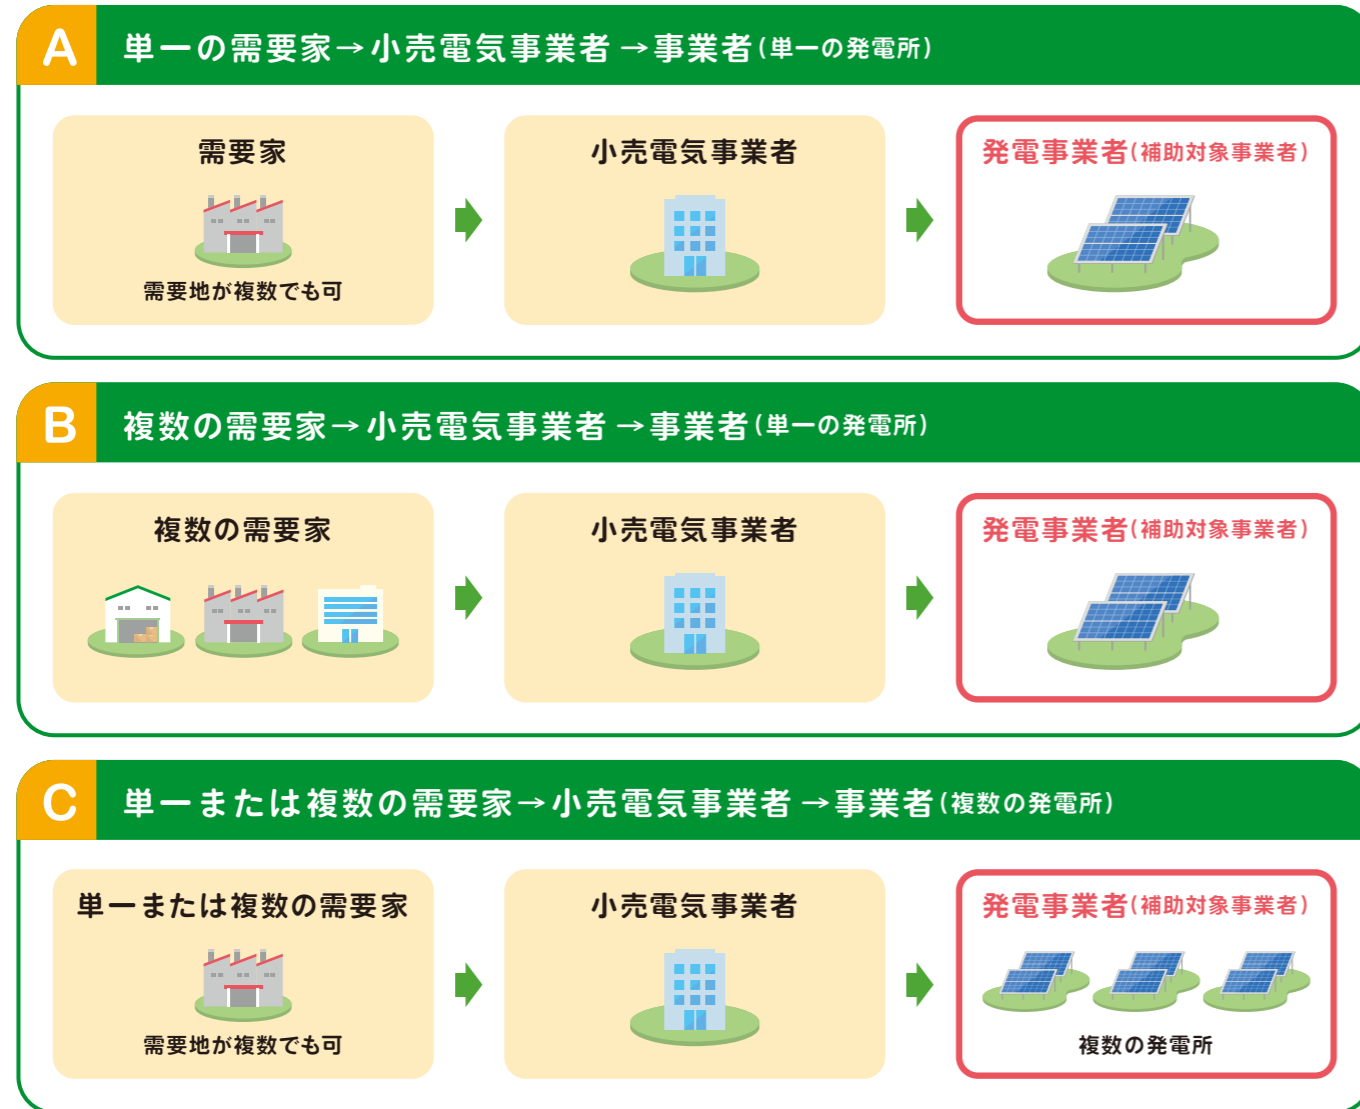 A 単一の需要家→小売電気事業者→事業者(単一の発電所)
需要家
小売電気事業者
発電事業者(補助対象事業者)
需要地が複数でも可
B 複数の需要家→小売電気事業者→事業者(単一の発電所)
複数の需要家
小売電気事業者
発電事業者(補助対象事業者)
C 単一または複数の需要家→小売電気事業者→事業者(複数の発電所)
単一または複数の需要家
小売電気事業者
発電事業者(補助対象事業者)
需要地が複数でも可
複数の発電所